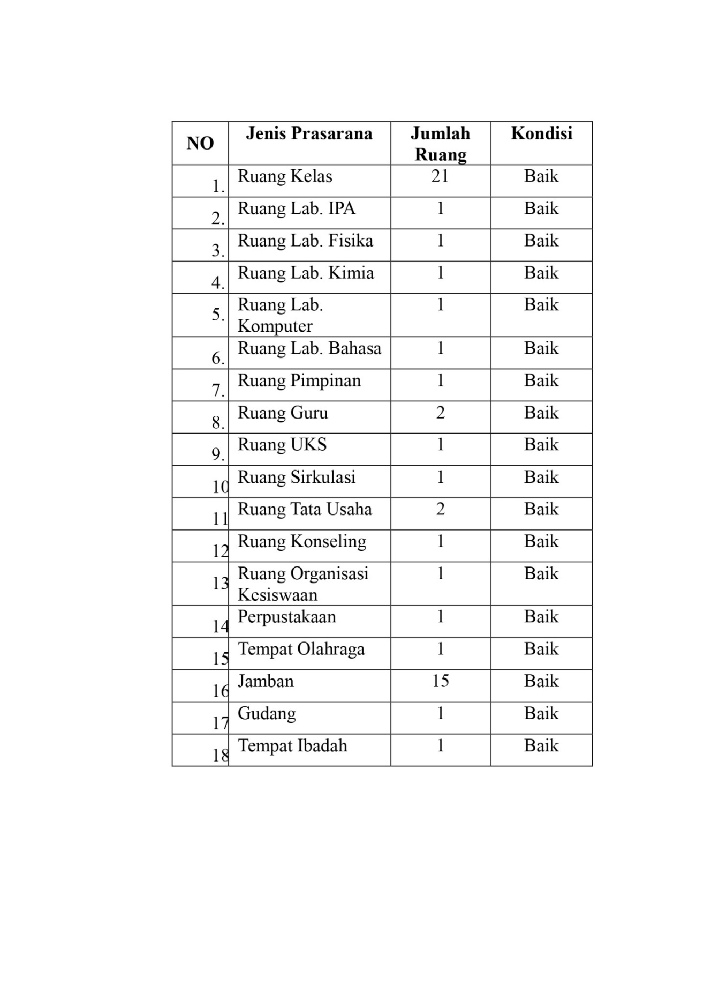 NO Jenis Prasarana Jumlah Kondisi
Ruang
1. Ruang Kelas 21 Baik
2. Ruang Lab. IPA 1 Baik
3. Ruang Lab. Fisika 1 Baik
4. Ruang Lab. Kimia 1 Baik
5. Ruang Lab. 1 Baik
Komputer
6. Ruang Lab. Bahasa 1 Baik
7. Ruang Pimpinan 1 Baik
8. Ruang Guru 2 Baik
9. Ruang UKS 1 Baik
10 Ruang Sirkulasi 1 Baik
11 Ruang Tata Usaha 2 Baik
12 Ruang Konseling 1 Baik
13 Ruang Organisasi 1 Baik
Kesiswaan
14 Perpustakaan 1 Baik
15 Tempat Olahraga 1 Baik
16 Jamban 15 Baik
17 Gudang 1 Baik
18 Tempat Ibadah 1 Baik